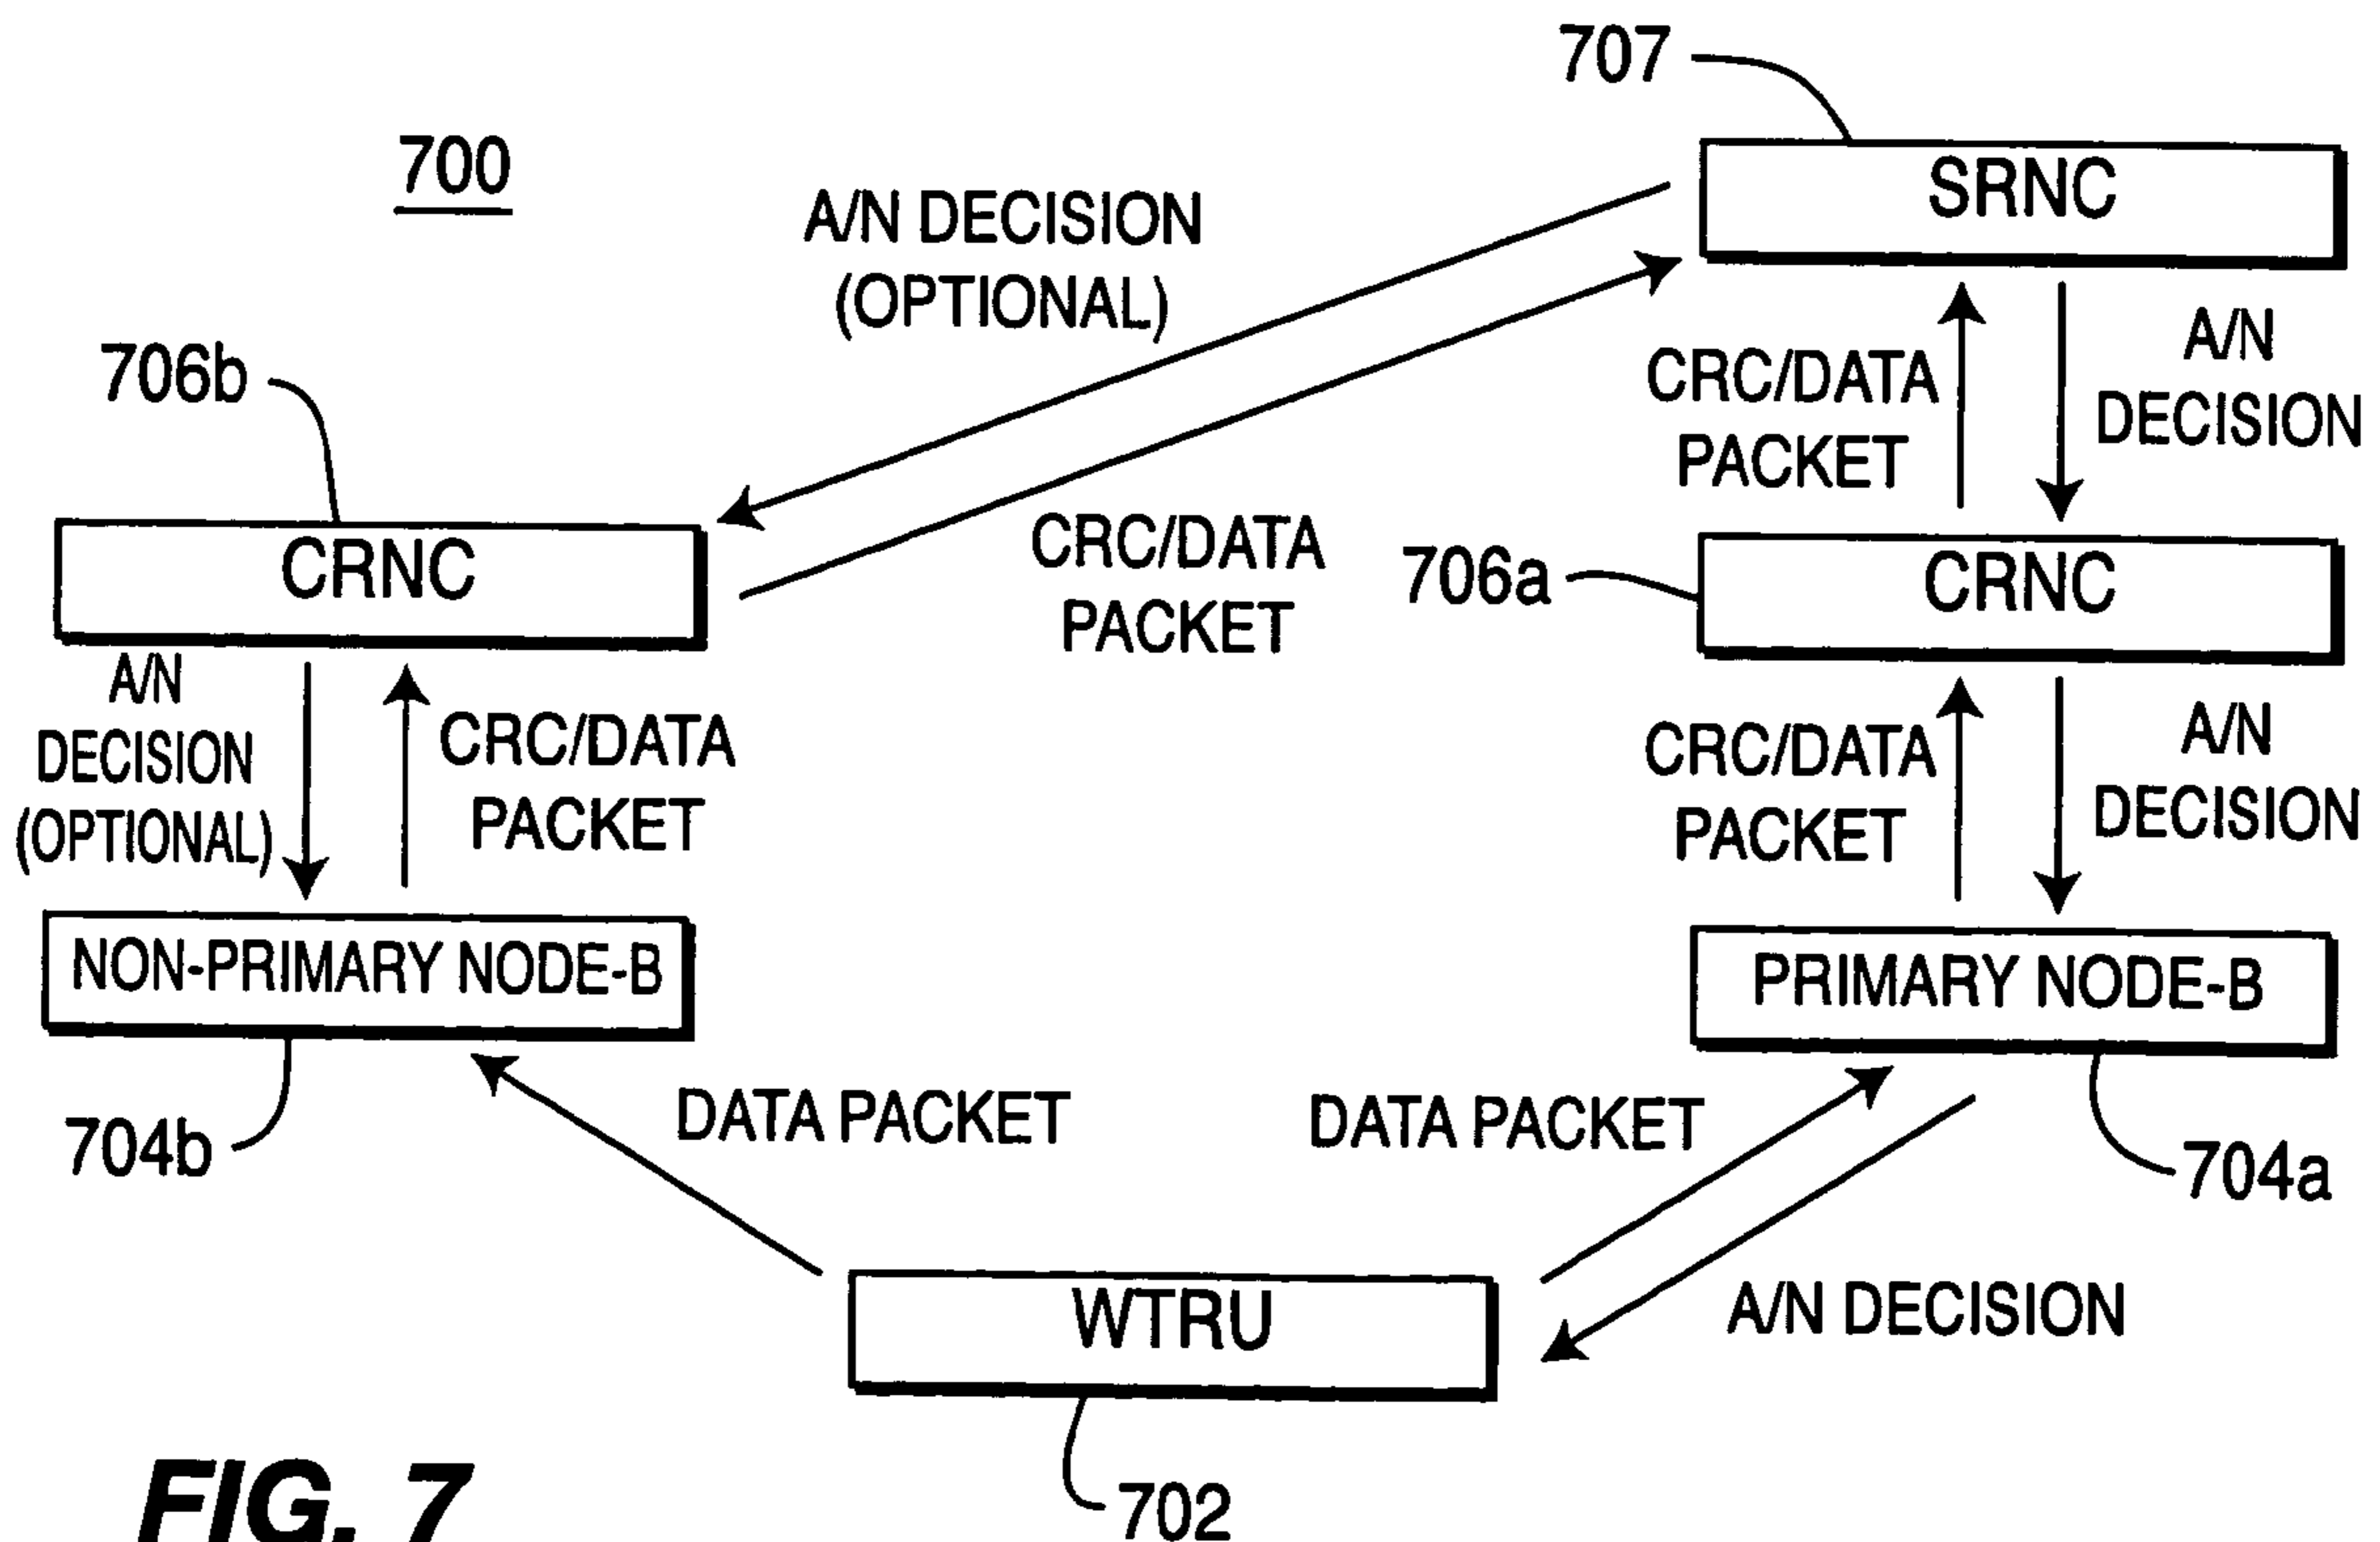 707
700
SRNC
A/N DECISION
(OPTIONAL)
706b
CRC/DATA
PACKET
A/N
DECISION
CRNC
CRC/DATA
PACKET
706a
CRNC
A/N
DECISION
(OPTIONAL)
CRC/DATA
PACKET
CRC/DATA
PACKET
A/N
DECISION
NON-PRIMARY NODE-B
PRIMARY NODE-B
704b
DATA PACKET
DATA PACKET
704a
WTRU
A/N DECISION
702
FIG. 7